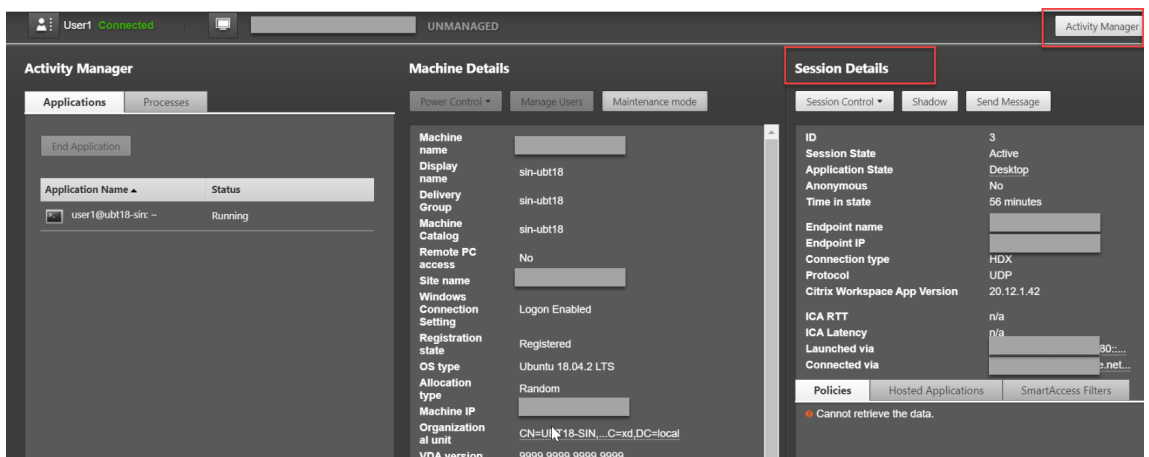 User1 Connected
UNMANAGED
Activity Manager
Activity Manager
Applications
Processes
End Application
Application Name
Status
user1@ubt18-sin: ~
Running
Machine Details
Power Control
Manage Users
Maintenance mode
Machine
name
Display
name
sin-ubt18
Delivery
Group
sin-ubt18
Machine
Catalog
sin-ubt18
Remote PC
access
No
Site name
Windows
Connection
Setting
Logon Enabled
Registration
state
Registered
OS type
Ubuntu 18.04.2 LTS
Allocation
type
Random
Machine IP
Organization
al unit
CN=UBT18-SIN,...C=xd,DC=local
VDA version
9999.9999.9999.9999
Session Details
Session Control
Shadow
Send Message
ID
3
Session State
Active
Application State
Desktop
Anonymous
No
Time in state
56 minutes
Endpoint name
Endpoint IP
Connection type
HDX
Protocol
UDP
Citrix Workspace App Version
20.12.1.42
ICA RTT
n/a
ICA Latency
n/a
Launched via
80::...
Connected via
e.net...
Policies
Hosted Applications
SmartAccess Filters
Cannot retrieve the data.